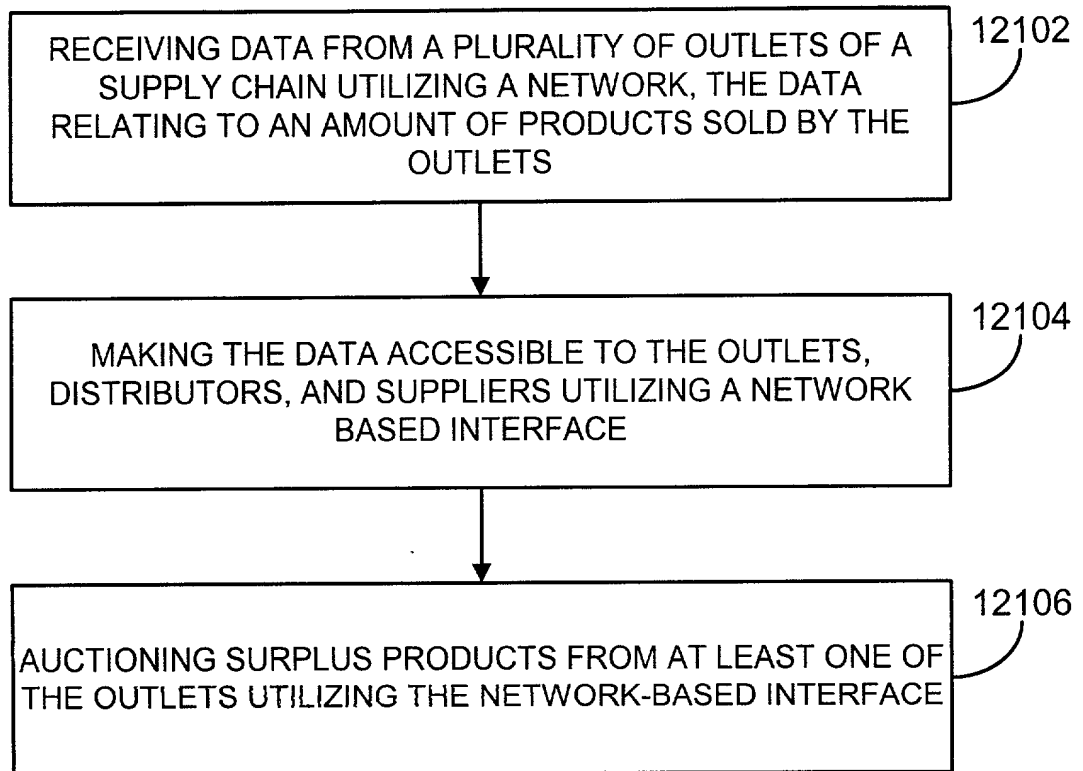 RECEIVING DATA FROM A PLURALITY OF OUTLETS OF A
SUPPLY CHAIN UTILIZING A NETWORK, THE DATA
RELATING TO AN AMOUNT OF PRODUCTS SOLD BY THE
OUTLETS
12102
MAKING THE DATA ACCESSIBLE TO THE OUTLETS,
DISTRIBUTORS, AND SUPPLIERS UTILIZING A NETWORK
BASED INTERFACE
12104
AUCTIONING SURPLUS PRODUCTS FROM AT LEAST ONE OF
THE OUTLETS UTILIZING THE NETWORK-BASED INTERFACE
12106